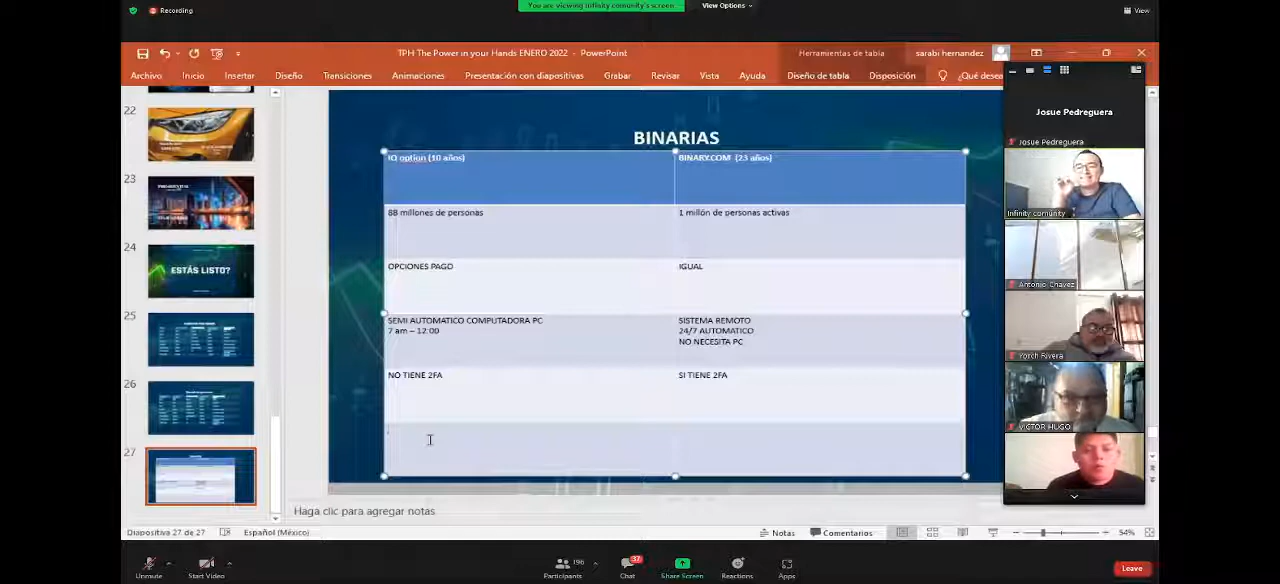 Recording
You are viewing Infinity comunity's screen
View Options
View
TPH The Power in your Hands ENERO 2022 - PowerPoint
Herramientas de tabla
sarabi hernandez
Archivo
Inicio
Insertar
Diseño
Transiciones
Animaciones
Presentación con diapositivas
Grabar
Revisar
Vista
Ayuda
Diseño de tabla
Disposición
¿Qué desea
22
23
24
ESTÁS LISTO?
25
26
27
BINARIAS
IQ option (10 años)
BINARY.COM (23 años)
88 millones de personas
1 millón de personas activas
OPCIONES PAGO
IGUAL
SEMI AUTOMATICO COMPUTADORA PC
7 am – 12:00
SISTEMA REMOTO
24/7 AUTOMATICO
NO NECESITA PC
NO TIENE 2FA
SI TIENE 2FA
Josue Pedreguera
Josue Pedreguera
Infinity comunity
Antonio Chavez
Yorch Rivera
VICTOR HUGO
Haga clic para agregar notas
Diapositiva 27 de 27
Español (México)
Notas
Comentarios
54%
Unmute
Start Video
Participants
196
Chat
37
Share Screen
Reactions
Apps
Leave